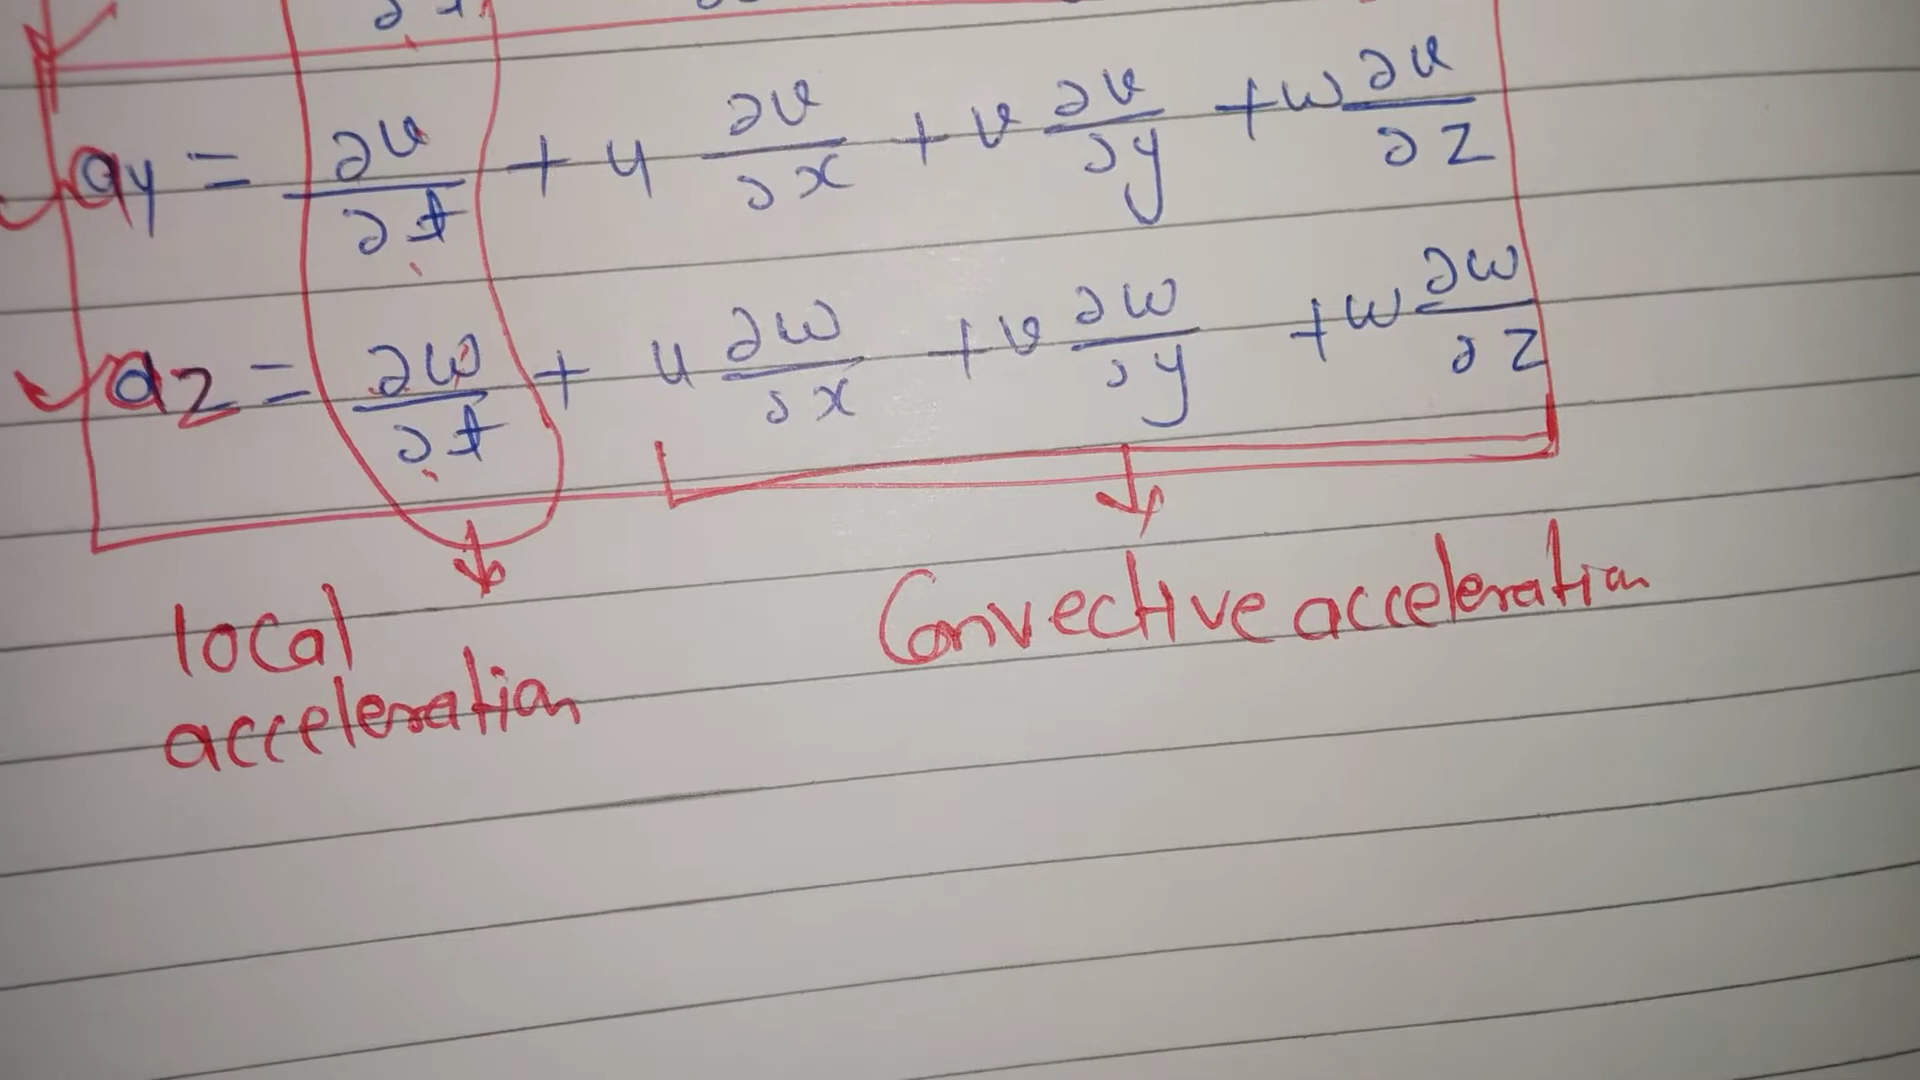 ay = ∂v/∂t + u ∂v/∂x + v ∂v/∂y + w ∂v/∂z
az = ∂w/∂t + u ∂w/∂x + v ∂w/∂y + w ∂w/∂z
local
acceleration
Convective acceleration